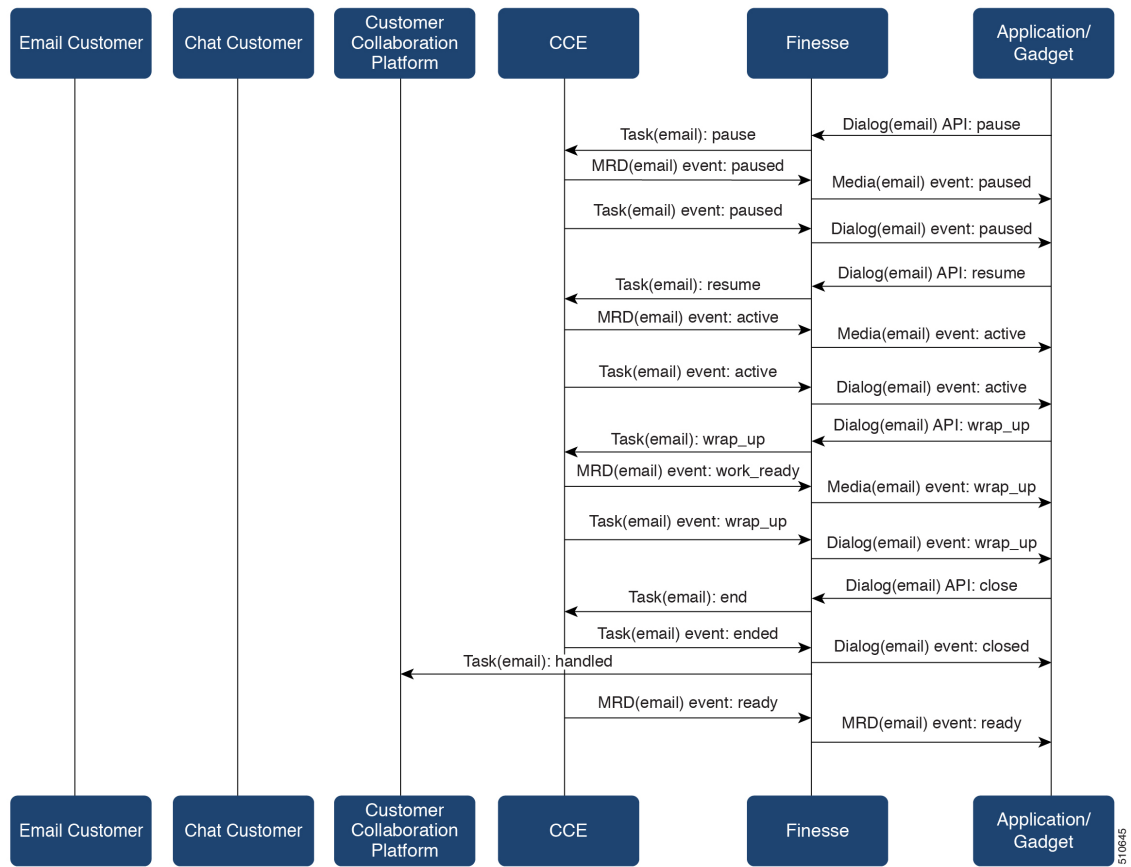 Email Customer
Chat Customer
Customer
Collaboration
Platform
CCE
Finesse
Application/
Gadget
Dialog(email) API: pause
Task(email): pause
MRD(email) event: paused
Media(email) event: paused
Task(email) event: paused
Dialog(email) event: paused
Dialog(email) API: resume
Task(email): resume
MRD(email) event: active
Media(email) event: active
Task(email) event: active
Dialog(email) event: active
Dialog(email) API: wrap_up
Task(email): wrap_up
MRD(email) event: work_ready
Media(email) event: wrap_up
Task(email) event: wrap_up
Dialog(email) event: wrap_up
Dialog(email) API: close
Task(email): end
Task(email) event: ended
Dialog(email) event: closed
Task(email): handled
MRD(email) event: ready
MRD(email) event: ready
Email Customer
Chat Customer
Customer
Collaboration
Platform
CCE
Finesse
Application/
Gadget
510645